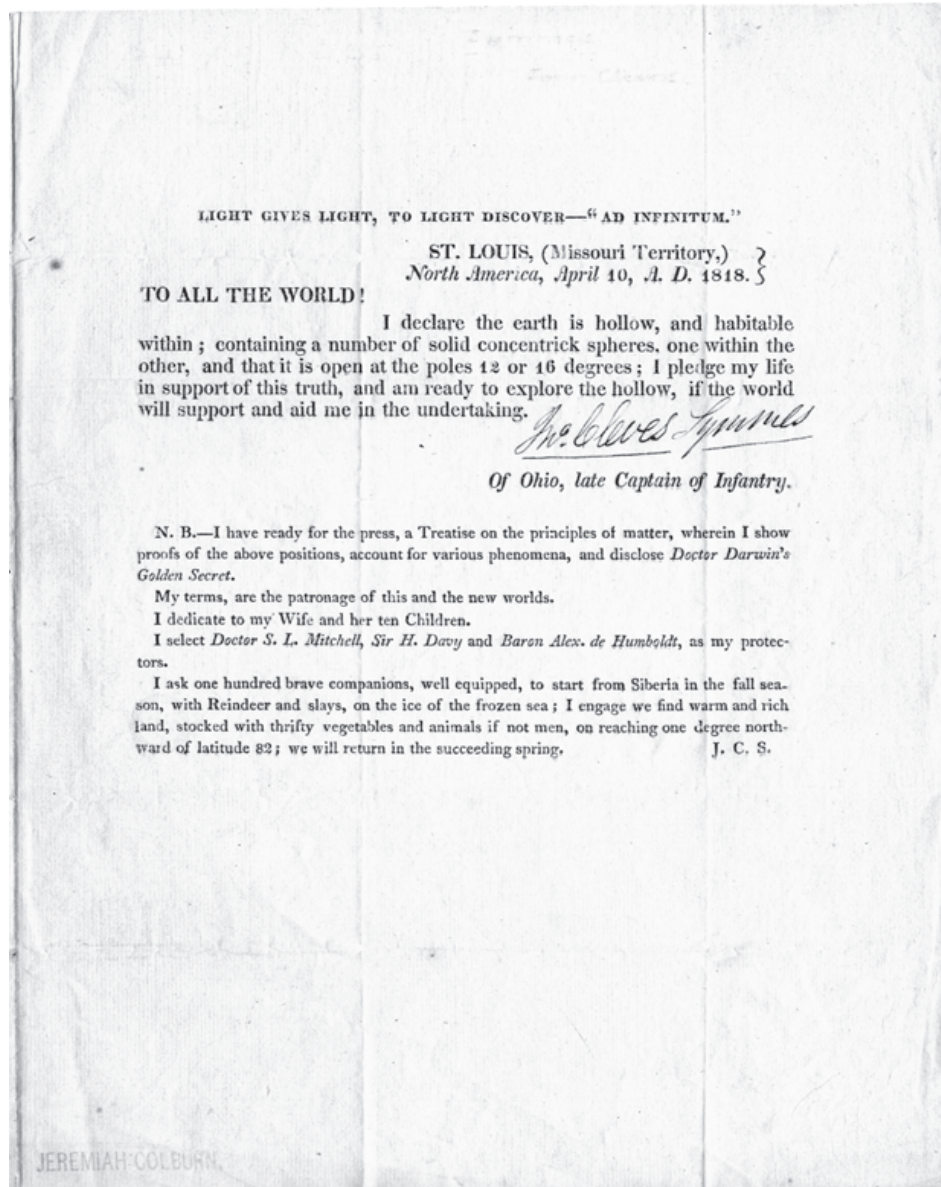 LIGHT GIVES LIGHT, TO LIGHT DISCOVER—“AD INFINITUM.”
ST. LOUIS, (Missouri Territory,)
North America, April 10, A. D. 1818.
TO ALL THE WORLD!
I declare the earth is hollow, and habitable
within; containing a number of solid concentrick spheres. one within the
other, and that it is open at the poles 12 or 16 degrees; I pledge my life
in support of this truth, and am ready to explore the hollow, if the world
will support and aid me in the undertaking.
Jno. Cleves Symmes
Of Ohio, late Captain of Infantry.
N. B.—I have ready for the press, a Treatise on the principles of matter, wherein I show
proofs of the above positions, account for various phenomena, and disclose Doctor Darwin's
Golden Secret.
My terms, are the patronage of this and the new worlds.
I dedicate to my Wife and her ten Children.
I select Doctor S. L. Mitchell, Sir H. Davy and Baron Alex. de Humboldt, as my protec-
tors.
I ask one hundred brave companions, well equipped, to start from Siberia in the fall sea-
son, with Reindeer and slays, on the ice of the frozen sea; I engage we find warm and rich
land, stocked with thrifty vegetables and animals if not men, on reaching one degree north-
ward of latitude 82; we will return in the succeeding spring. J. C. S.
JEREMIAH COLBURN.